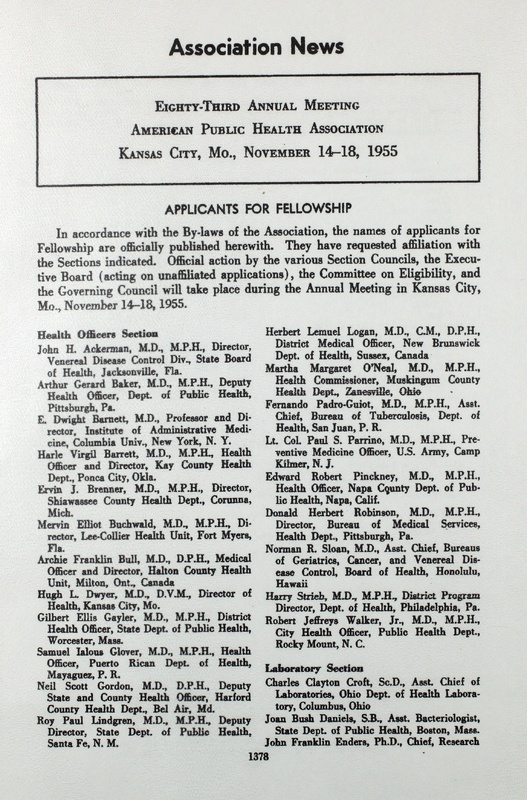 Association News
EIGHTY-THIRD ANNUAL MEETING
AMERICAN PUBLIC HEALTH ASSOCIATION
KANSAS CITY, MO., NOVEMBER 14–18, 1955
APPLICANTS FOR FELLOWSHIP
In accordance with the By-laws of the Association, the names of applicants for
Fellowship are officially published herewith. They have requested affiliation with
the Sections indicated. Official action by the various Section Councils, the Execu-
tive Board (acting on unaffiliated applications), the Committee on Eligibility, and
the Governing Council will take place during the Annual Meeting in Kansas City,
Mo., November 14–18, 1955.
Health Officers Section
John H. Ackerman, M.D., M.P.H., Director,
Venereal Disease Control Div., State Board
of Health, Jacksonville, Fla.
Arthur Gerard Baker, M.D., M.P.H., Deputy
Health Officer, Dept. of Public Health,
Pittsburgh, Pa.
E. Dwight Barnett, M.D., Professor and Di-
rector, Institute of Administrative Medi-
cine, Columbia Univ., New York, N. Y.
Harle Virgil Barrett, M.D., M.P.H., Health
Officer and Director, Kay County Health
Dept., Ponca City, Okla.
Ervin J. Brenner, M.D., M.P.H., Director,
Shiawassee County Health Dept., Corunna,
Mich.
Mervin Elliot Buchwald, M.D., M.P.H., Di-
rector, Lee-Collier Health Unit, Fort Myers,
Fla.
Archie Franklin Bull, M.D., D.P.H., Medical
Officer and Director, Halton County Health
Unit, Milton, Ont., Canada
Hugh L. Dwyer, M.D., D.V.M., Director of
Health, Kansas City, Mo.
Gilbert Ellis Gayler, M.D., M.P.H., District
Health Officer, State Dept. of Public Health,
Worcester, Mass.
Samuel Ialous Glover, M.D., M.P.H., Health
Officer, Puerto Rican Dept. of Health,
Mayaguez, P. R.
Neil Scott Gordon, M.D., D.P.H., Deputy
State and County Health Officer, Harford
County Health Dept., Bel Air, Md.
Roy Paul Lindgren, M.D., M.P.H., Deputy
Director, State Dept. of Public Health,
Santa Fe, N. M.
Herbert Lemuel Logan, M.D., C.M., D.P.H.,
District Medical Officer, New Brunswick
Dept. of Health, Sussex, Canada
Martha Margaret O'Neal, M.D., M.P.H.,
Health Commissioner, Muskingum County
Health Dept., Zanesville, Ohio
Fernando Padro-Guiot, M.D., M.P.H., Asst.
Chief, Bureau of Tuberculosis, Dept. of
Health, San Juan, P. R.
Lt. Col. Paul S. Parrino, M.D., M.P.H., Pre-
ventive Medicine Officer, U.S. Army, Camp
Kilmer, N. J.
Edward Robert Pinckney, M.D., M.P.H.,
Health Officer, Napa County Dept. of Pub-
lic Health, Napa, Calif.
Donald Herbert Robinson, M.D., M.P.H.,
Director, Bureau of Medical Services,
Health Dept., Pittsburgh, Pa.
Norman R. Sloan, M.D., Asst. Chief, Bureaus
of Geriatrics, Cancer, and Venereal Dis-
ease Control, Board of Health, Honolulu,
Hawaii
Harry Strieb, M.D., M.P.H., District Program
Director, Dept. of Health, Philadelphia, Pa.
Robert Jeffreys Walker, Jr., M.D., M.P.H.,
City Health Officer, Public Health Dept.,
Rocky Mount, N. C.
Laboratory Section
Charles Clayton Croft, Sc.D., Asst. Chief of
Laboratories, Ohio Dept. of Health Labora-
tory, Columbus, Ohio
Joan Bush Daniels, S.B., Asst. Bacteriologist,
State Dept. of Public Health, Boston, Mass.
John Franklin Enders, Ph.D., Chief, Research
1378